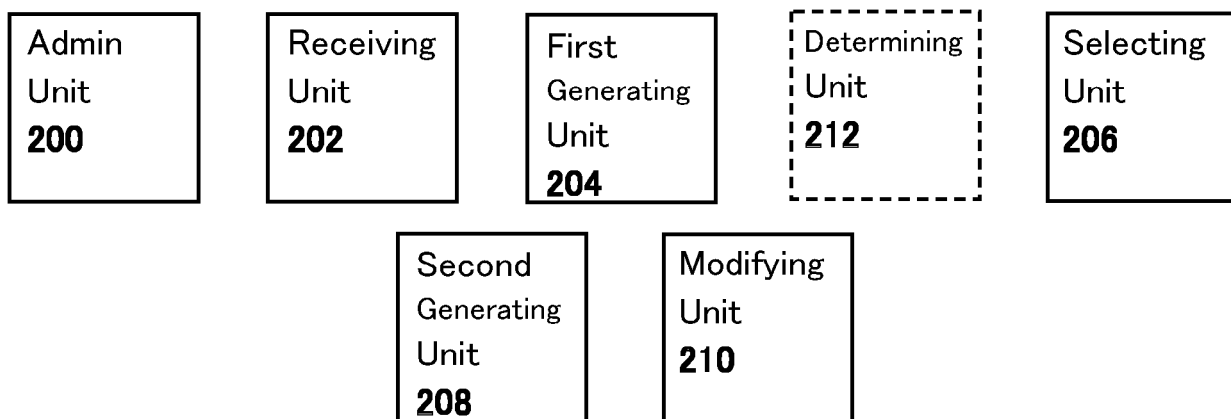 Admin
Unit
200
Receiving
Unit
202
First
Generating
Unit
204
Determining
Unit
212
Selecting
Unit
206
Second
Generating
Unit
208
Modifying
Unit
210